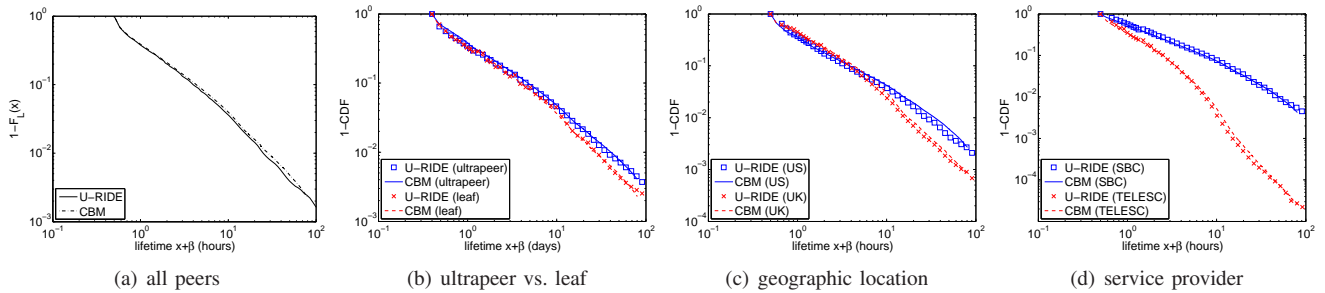 10^0
10^-1
10^-2
10^-3
10^-1
10^0
10^1
10^2
1−F_L(x)
lifetime x+β (hours)
U−RIDE
CBM
(a) all peers
10^0
10^-1
10^-2
10^-3
10^-1
10^0
10^1
10^2
1−CDF
lifetime x+β (days)
U−RIDE (ultrapeer)
CBM (ultrapeer)
U−RIDE (leaf)
CBM (leaf)
(b) ultrapeer vs. leaf
10^0
10^-1
10^-2
10^-3
10^-4
10^-1
10^0
10^1
10^2
1−CDF
lifetime x+β (hours)
U−RIDE (US)
CBM (US)
U−RIDE (UK)
CBM (UK)
(c) geographic location
10^0
10^-1
10^-2
10^-3
10^-4
10^-1
10^0
10^1
10^2
1−CDF
lifetime x+β (hours)
U−RIDE (SBC)
CBM (SBC)
U−RIDE (TELESC)
CBM (TELESC)
(d) service provider